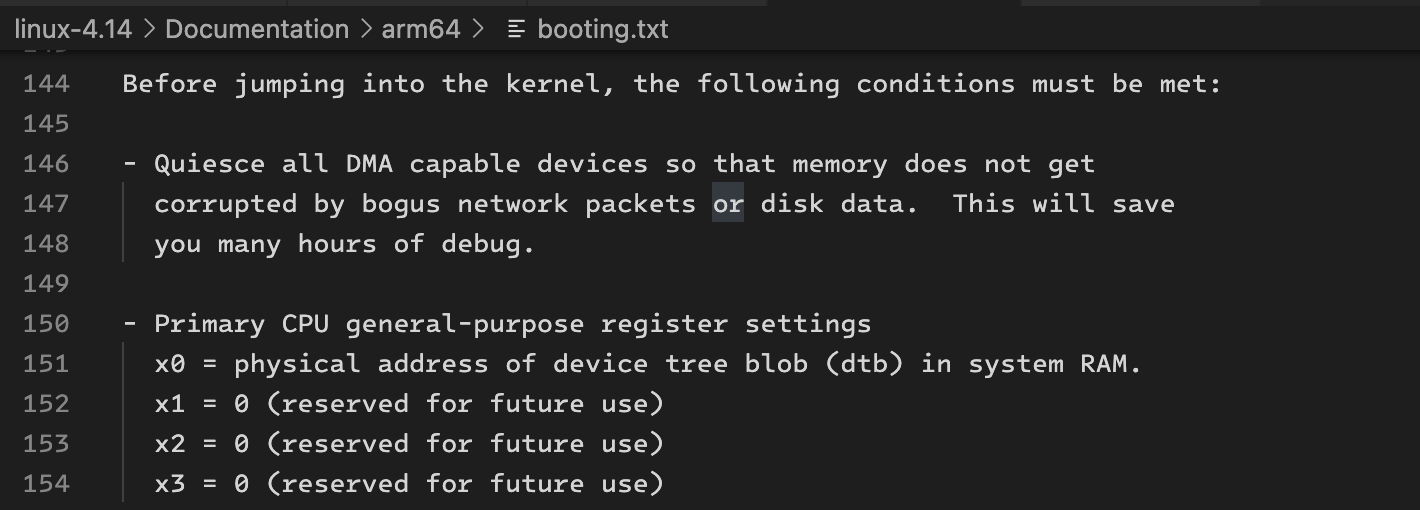 linux-4.14 > Documentation > arm64 > booting.txt
144 Before jumping into the kernel, the following conditions must be met:
145
146 - Quiesce all DMA capable devices so that memory does not get
147 corrupted by bogus network packets or disk data.  This will save
148 you many hours of debug.
149
150 - Primary CPU general-purpose register settings
151 x0 = physical address of device tree blob (dtb) in system RAM.
152 x1 = 0 (reserved for future use)
153 x2 = 0 (reserved for future use)
154 x3 = 0 (reserved for future use)